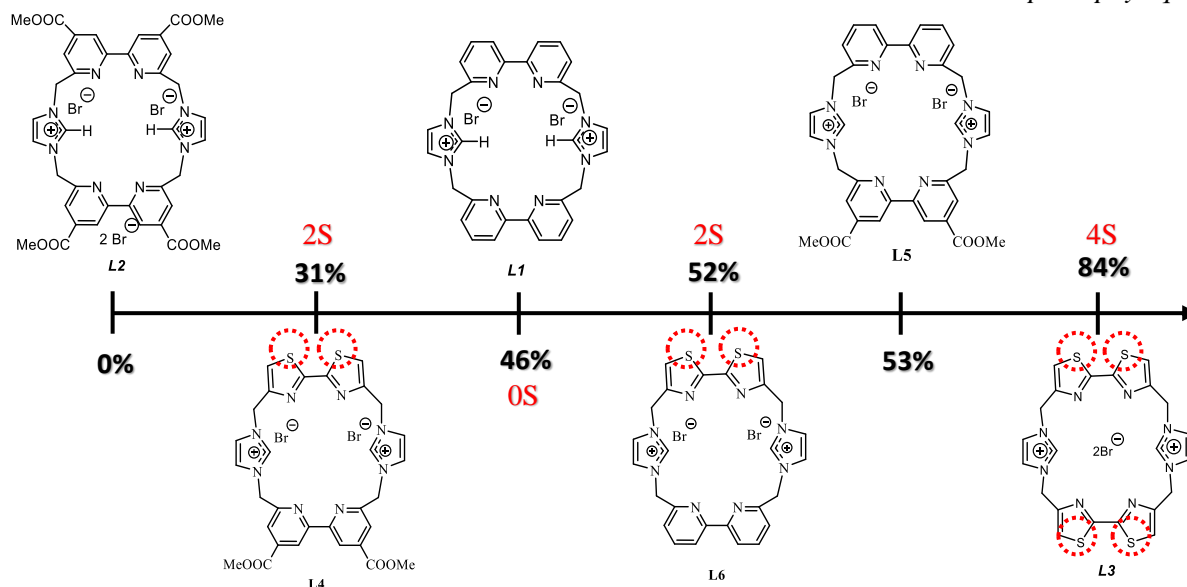 MeOOC COOMe
N N
Br⊖ Br⊖
N N
⊕ H H ⊕
N N
N N
2 Br⊖
MeOOC COOMe
L2
N N
Br⊖ Br⊖
N N
⊕ H H ⊕
N N
N N
L1
N N
Br⊖ Br⊖
N N
⊕ ⊕
N N
N N
MeOOC COOMe
L5
2S
31%
2S
52%
4S
84%
0%
46%
0S
53%
S S
N N
Br⊖ Br⊖
N N
⊕ ⊕
N N
N N
MeOOC COOMe
L4
S S
N N
Br⊖ Br⊖
N N
⊕ ⊕
N N
N N
L6
S S
N N
N N
⊕ 2Br⊖ ⊕
N N
N N
S S
L3